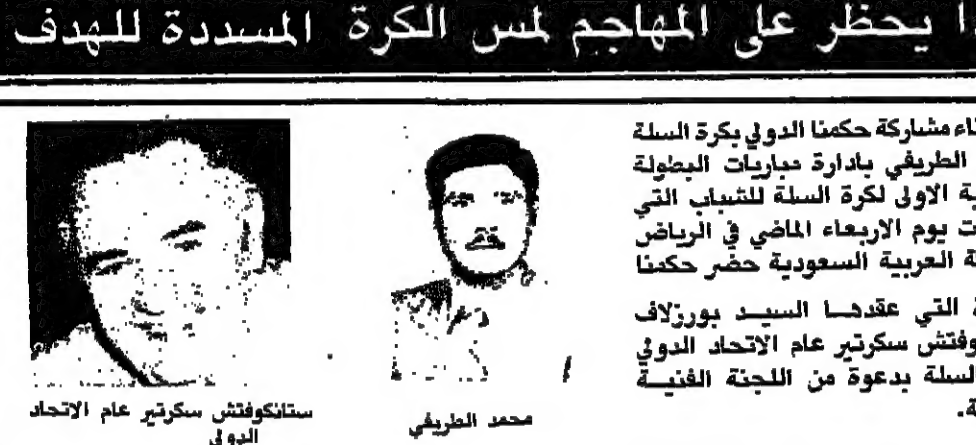 ا يحظر على المهاجم لمس الكرة المسددة للهدف
اء مشاركة حكمنا الدولي بكرة السلة
الطريفي بادارة مباريات البطولة
ية الاولى لكرة السلة للشباب التي
ت يوم الاربعاء الماضي في الرياض
ة العربية السعودية حضر حكمنا
ة التي عقدها السيد بورزلاف
وفتش سكرتير عام الاتحاد الدولي
السلة بدعوة من اللجنة الفنية
ة.
محمد الطريفي
ستانكوفتش سكرتير عام الاتحاد
الدولي